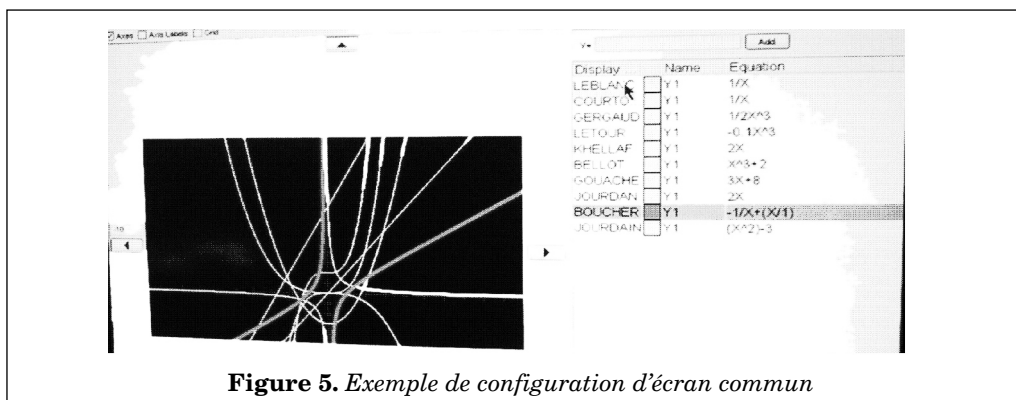 Axes Axis Labels Grid
Y= Add
Display Name Equation
LEBLANC Y1 1/X
COURTO Y1 1/X
GERGAUD Y1 1/2X^3
LETOUR Y1 -0.1X^3
KHELLAF Y1 2X
BELLOT Y1 X^3+2
GOUACHE Y1 3X+8
JOURDAN Y1 2X
BOUCHER Y1 -1/X+(X/1)
JOURDAIN Y1 (X^2)-3
-10
Figure 5. Exemple de configuration d'écran commun